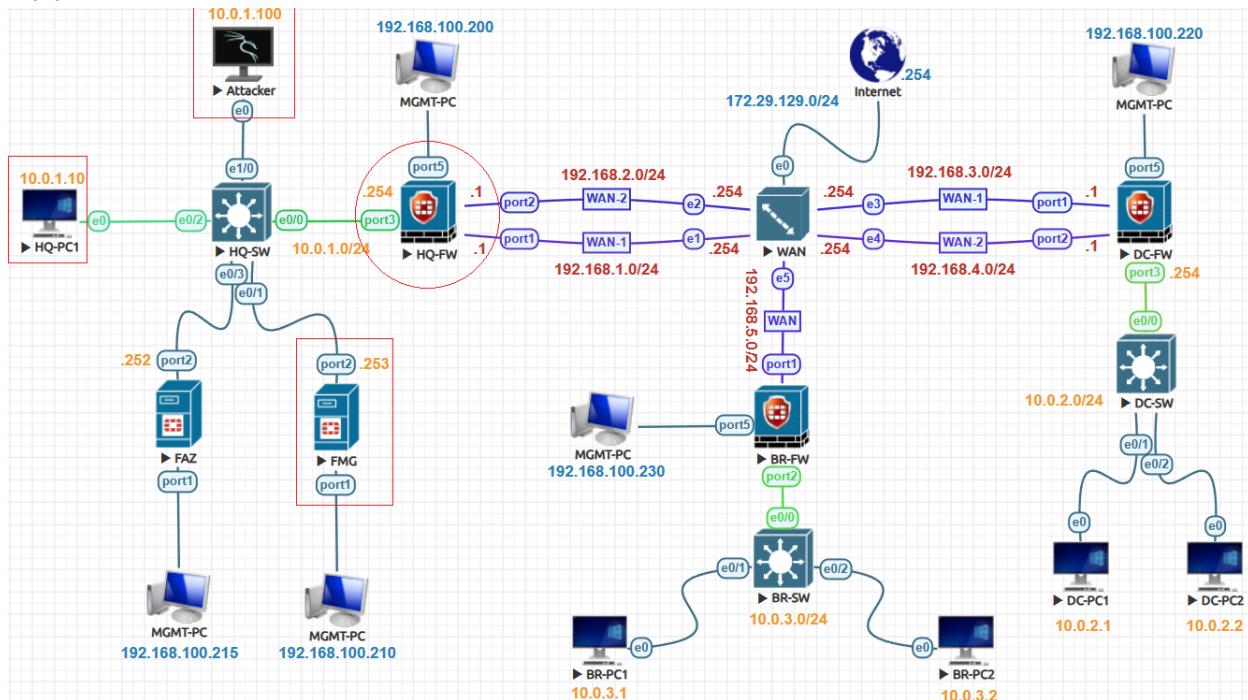 10.0.1.100
192.168.100.200
192.168.100.220
.254
Attacker
MGMT-PC
Internet
MGMT-PC
e0
172.29.129.0/24
e1/0
port5
e0
port5
10.0.1.10
.254
192.168.2.0/24
192.168.3.0/24
.1
port2
WAN-2
e2
.254
.254
e3
WAN-1
port1
.1
e0
e0/2
e0/0
port3
HQ-PC1
HQ-SW
10.0.1.0/24
HQ-FW
.1
port1
WAN-1
e1
.254
WAN
.254
e4
WAN-2
port2
.1
DC-FW
192.168.1.0/24
192.168.4.0/24
e0/3
e0/1
e5
192.168.5.0/24
WAN
port1
port3
.254
e0/0
.252
port2
port2
.253
10.0.2.0/24
DC-SW
MGMT-PC
192.168.100.230
port5
FAZ
FMG
BR-FW
port2
port1
port1
e0/0
e0/1
e0/2
e0/1
e0/2
BR-SW
10.0.3.0/24
e0
e0
MGMT-PC
192.168.100.215
MGMT-PC
192.168.100.210
e0
e0
DC-PC1
DC-PC2
10.0.2.1
10.0.2.2
BR-PC1
BR-PC2
10.0.3.1
10.0.3.2